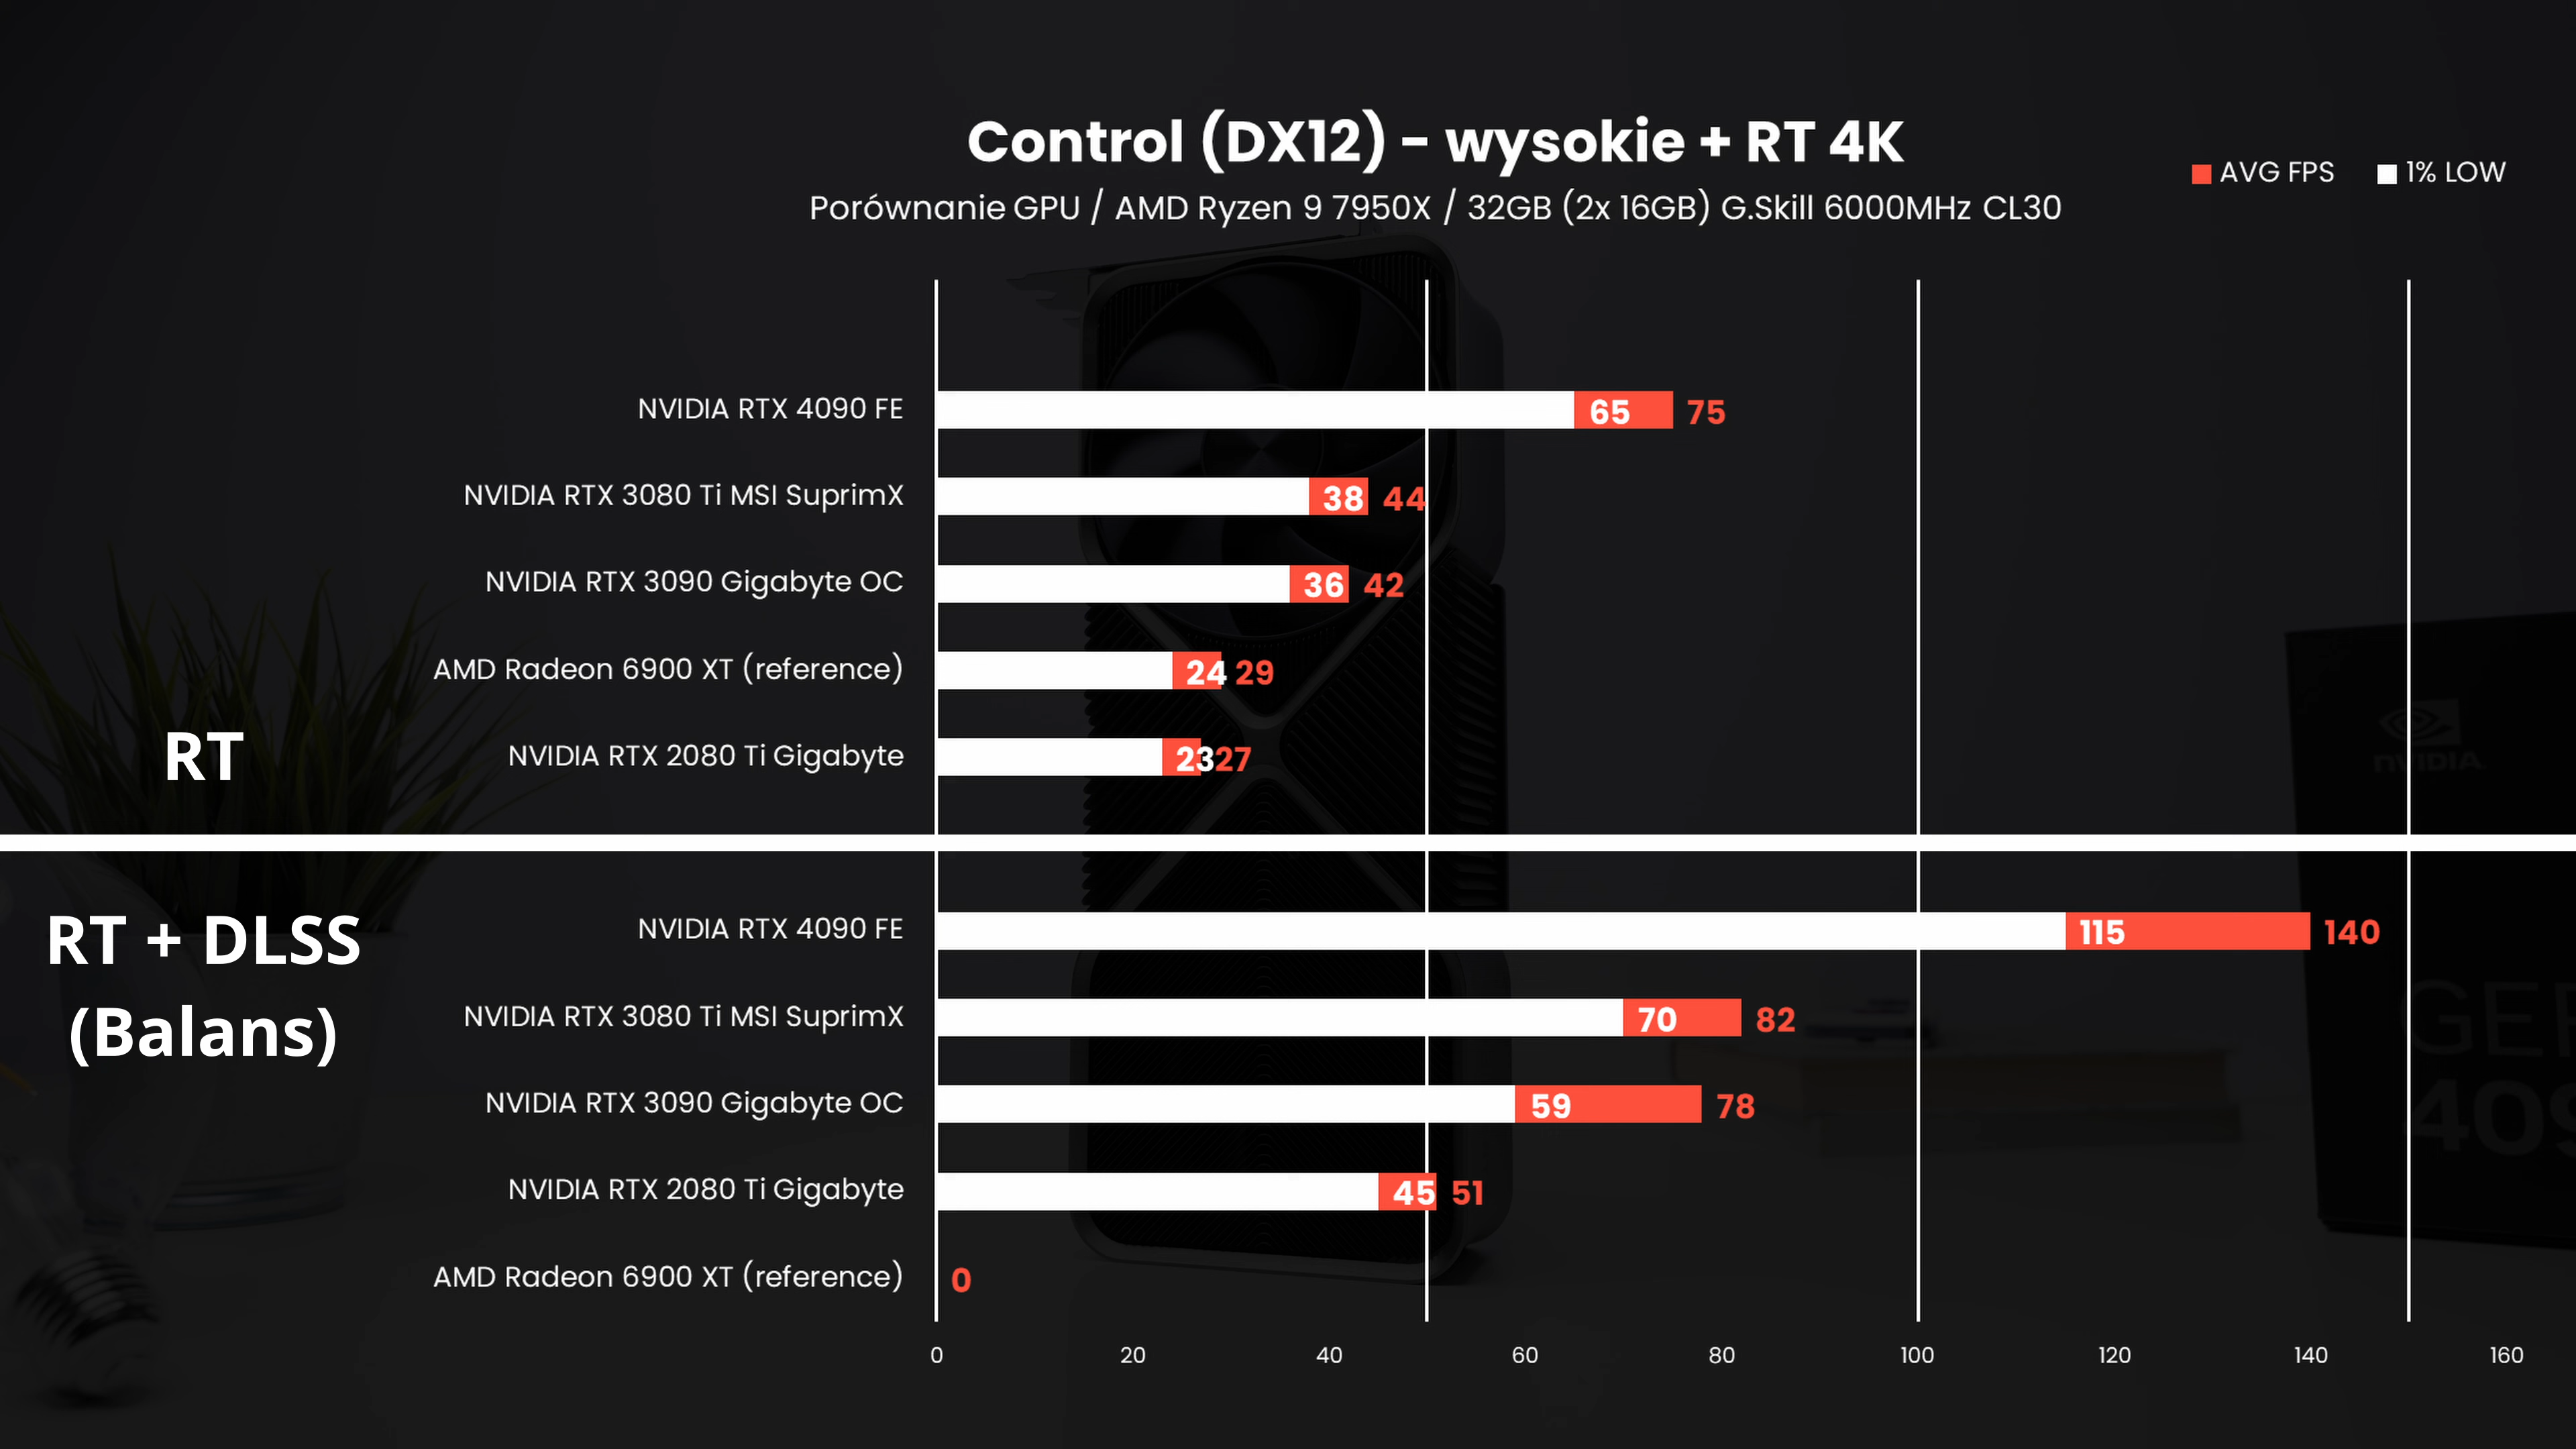 Control (DX12) - wysokie + RT 4K
Porównanie GPU / AMD Ryzen 9 7950X / 32GB (2x 16GB) G.Skill 6000MHz CL30
AVG FPS 1% LOW
NVIDIA RTX 4090 FE 65 75
NVIDIA RTX 3080 Ti MSI SuprimX 38 44
NVIDIA RTX 3090 Gigabyte OC 36 42
AMD Radeon 6900 XT (reference) 24 29
RT
NVIDIA RTX 2080 Ti Gigabyte 23 27
NVIDIA
RT + DLSS
(Balans)
NVIDIA RTX 4090 FE 115 140
NVIDIA RTX 3080 Ti MSI SuprimX 70 82
NVIDIA RTX 3090 Gigabyte OC 59 78
NVIDIA RTX 2080 Ti Gigabyte 45 51
AMD Radeon 6900 XT (reference) 0
0 20 40 60 80 100 120 140 160